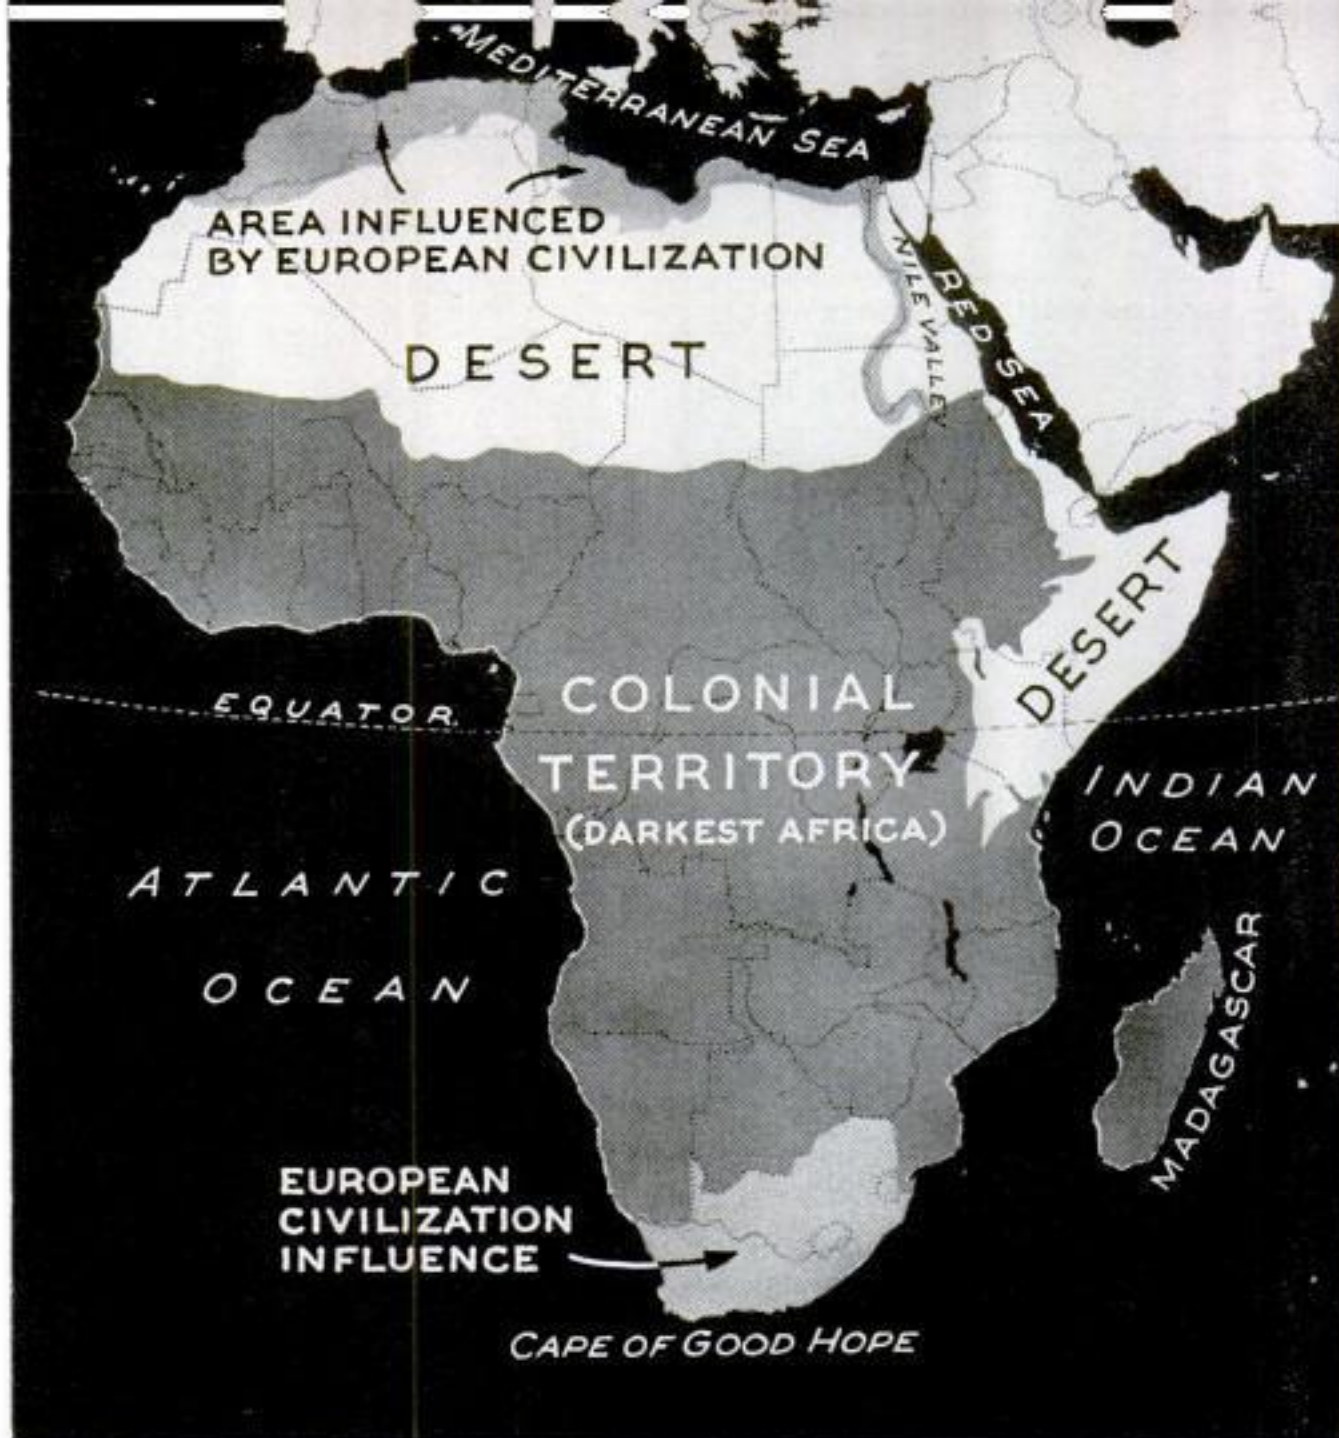 MEDITERRANEAN SEA
AREA INFLUENCED
BY EUROPEAN CIVILIZATION
NILE VALLEY
RED SEA
DESERT
DESERT
EQUATOR
COLONIAL
TERRITORY
(DARKEST AFRICA)
INDIAN
OCEAN
ATLANTIC
OCEAN
MADAGASCAR
EUROPEAN
CIVILIZATION
INFLUENCE
CAPE OF GOOD HOPE